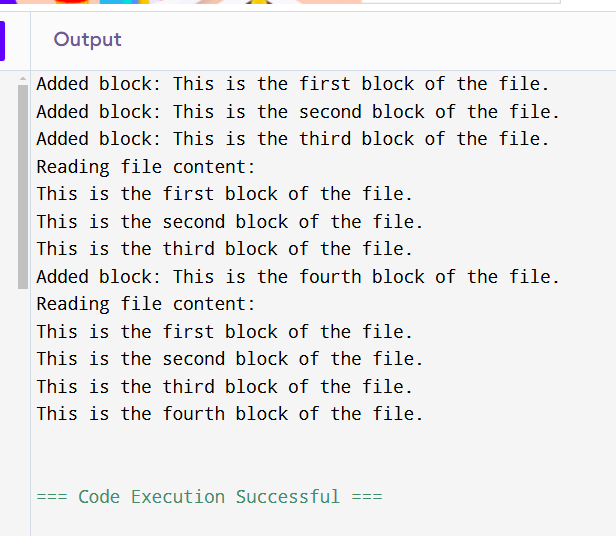 Output
Added block: This is the first block of the file.
Added block: This is the second block of the file.
Added block: This is the third block of the file.
Reading file content:
This is the first block of the file.
This is the second block of the file.
This is the third block of the file.
Added block: This is the fourth block of the file.
Reading file content:
This is the first block of the file.
This is the second block of the file.
This is the third block of the file.
This is the fourth block of the file.
=== Code Execution Successful ===